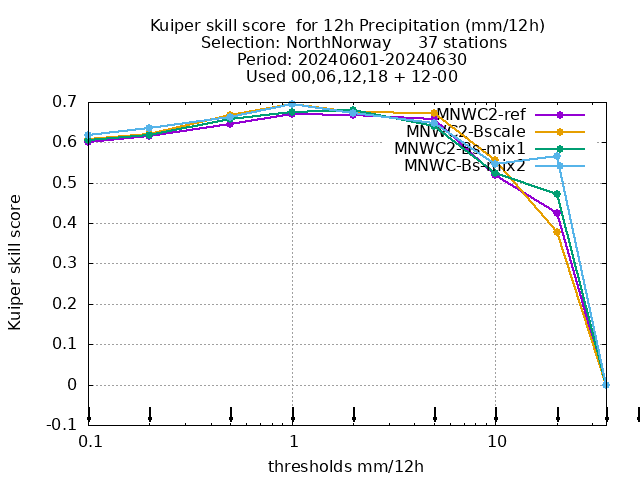 Kuiper skill score  for 12h Precipitation (mm/12h)
Selection: NorthNorway     37 stations
Period: 20240601-20240630
Used 00,06,12,18 + 12-00
MNWC2-ref
MNWC2-Bscale
MNWC2-Bs-mix1
MNWC-Bs-mix2
Kuiper skill score
0.7
0.6
0.5
0.4
0.3
0.2
0.1
0
-0.1
0.1
1
10
thresholds mm/12h